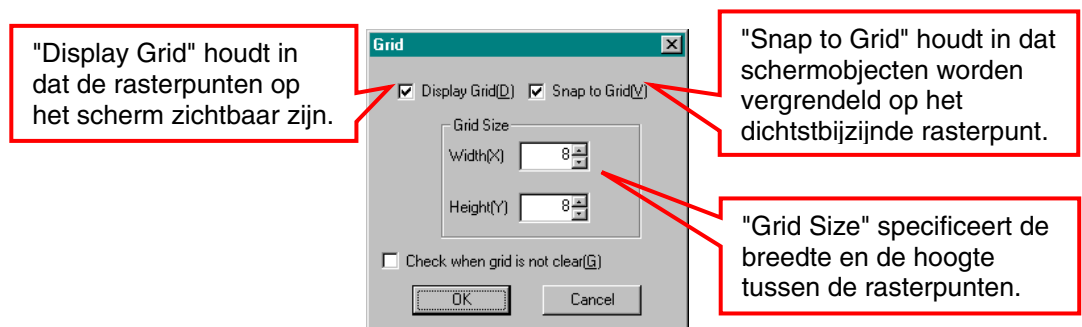 "Display Grid" houdt in
dat de rasterpunten op
het scherm zichtbaar zijn.
Grid
Display Grid(D) Snap to Grid(V)
Grid Size
Width(X) 8
Height(Y) 8
Check when grid is not clear(G)
OK Cancel
"Snap to Grid" houdt in dat
schermobjecten worden
vergrendeld op het
dichtstbijzijnde rasterpunt.
"Grid Size" specificeert de
breedte en de hoogte
tussen de rasterpunten.